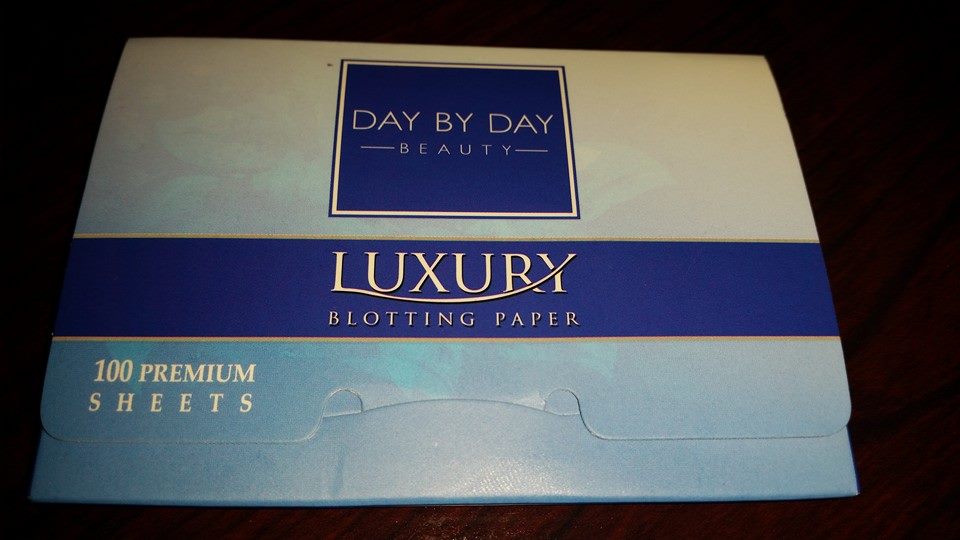 DAY BY DAY
BEAUTY
LUXURY
BLOTTING PAPER
100 PREMIUM
SHEETS